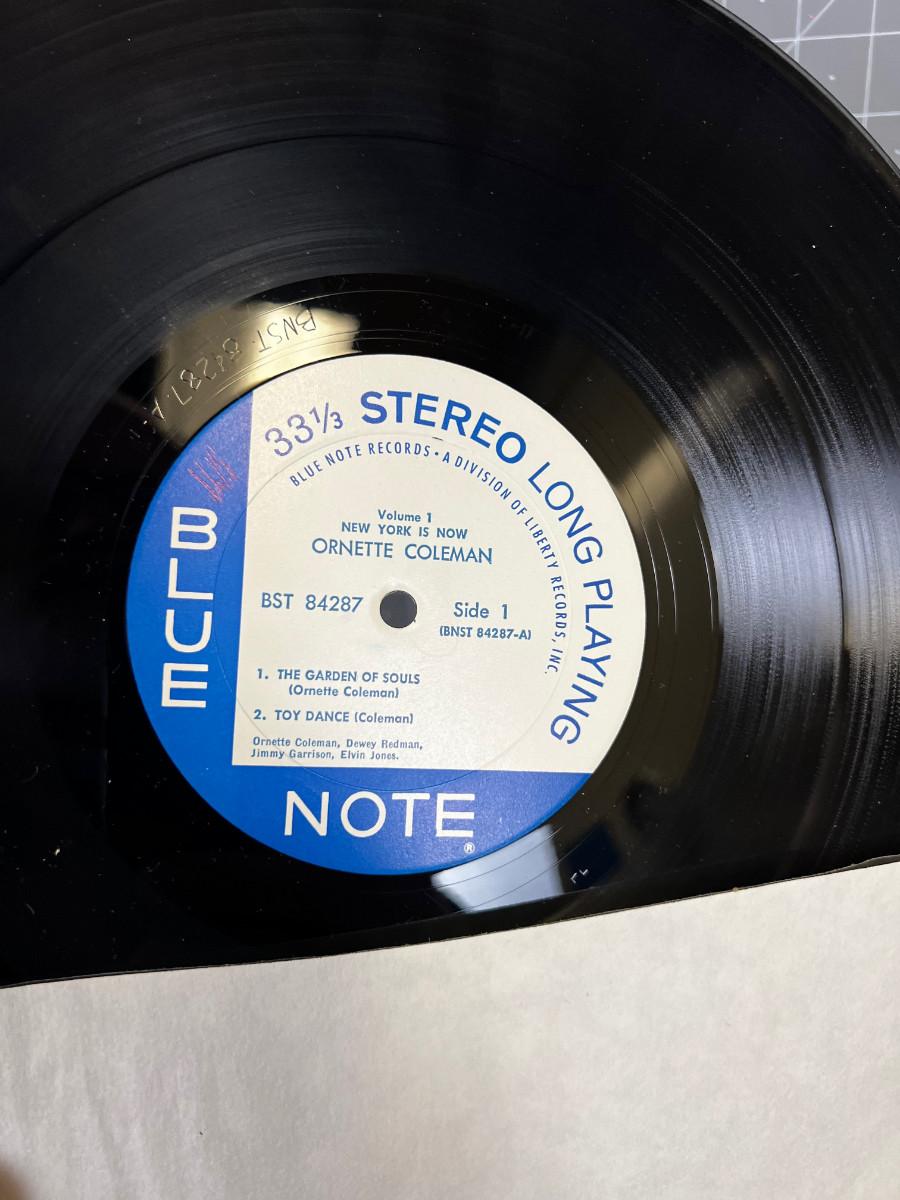 BNST·84287·A
33⅓ STEREO LONG PLAYING
BLUE NOTE RECORDS • A DIVISION OF LIBERTY RECORDS, INC.
Volume 1
NEW YORK IS NOW
ORNETTE COLEMAN
BST 84287
Side 1
(BNST 84287-A)
1. THE GARDEN OF SOULS
(Ornette Coleman)
2. TOY DANCE (Coleman)
Ornette Coleman, Dewey Redman,
Jimmy Garrison, Elvin Jones.
BLUE
NOTE
®